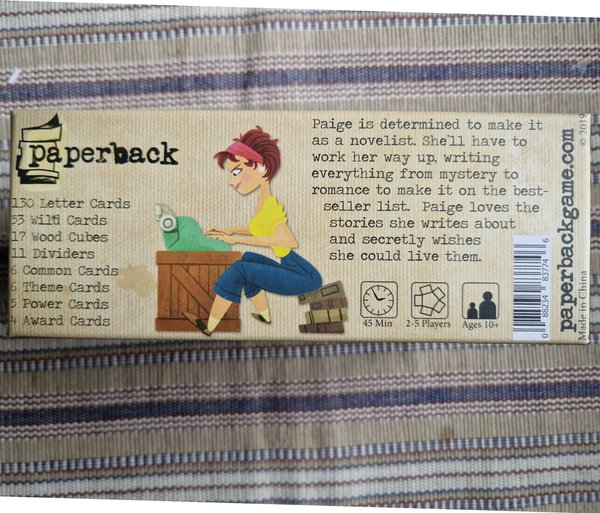 paperback
130 Letter Cards
53 Wild Cards
17 Wood Cubes
11 Dividers
6 Common Cards
6 Theme Cards
5 Power Cards
4 Award Cards
Paige is determined to make it
as a novelist. She'll have to
work her way up, writing
everything from mystery to
romance to make it on the best-
seller list. Paige loves the
stories she writes about
and secretly wishes
she could live them.
45 Min
2-5 Players
Ages 10+
0 88234 83774 6
paperbackgame.com
Made in China
© 2019